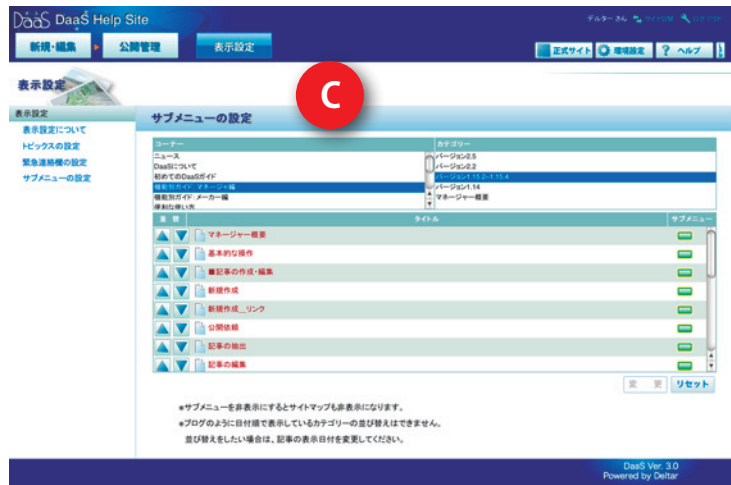 DaaS DaaS Help Site
デルター さん
新規・編集 公開管理 表示設定
正式サイト 環境設定 ? ヘルプ
表示設定
C
表示設定
表示設定について
トピックスの設定
緊急連絡欄の設定
サブメニューの設定
サブメニューの設定
コーナー カテゴリー
ニュース
DaaSについて
初めてのDaaSガイド
機能別ガイド:マネージャ編
機能別ガイド:メーカー編
便利な使い方
バージョン2.5
バージョン2.2
バージョン1.15.2-1.15.4
バージョン1.14
マネージャー概要
並 替 タイトル サブメニュー
マネージャー概要
基本的な操作
■記事の作成・編集
新規作成
新規作成__リンク
公開依頼
記事の抽出
記事の編集
変 更 リセット
※サブメニューを非表示にするとサイトマップも非表示になります。
※ブログのように日付順で表示しているカテゴリーの並び替えはできません。
並び替えをしたい場合は、記事の表示日付を変更してください。
DaaS Ver. 3.0
Powered by Deltar